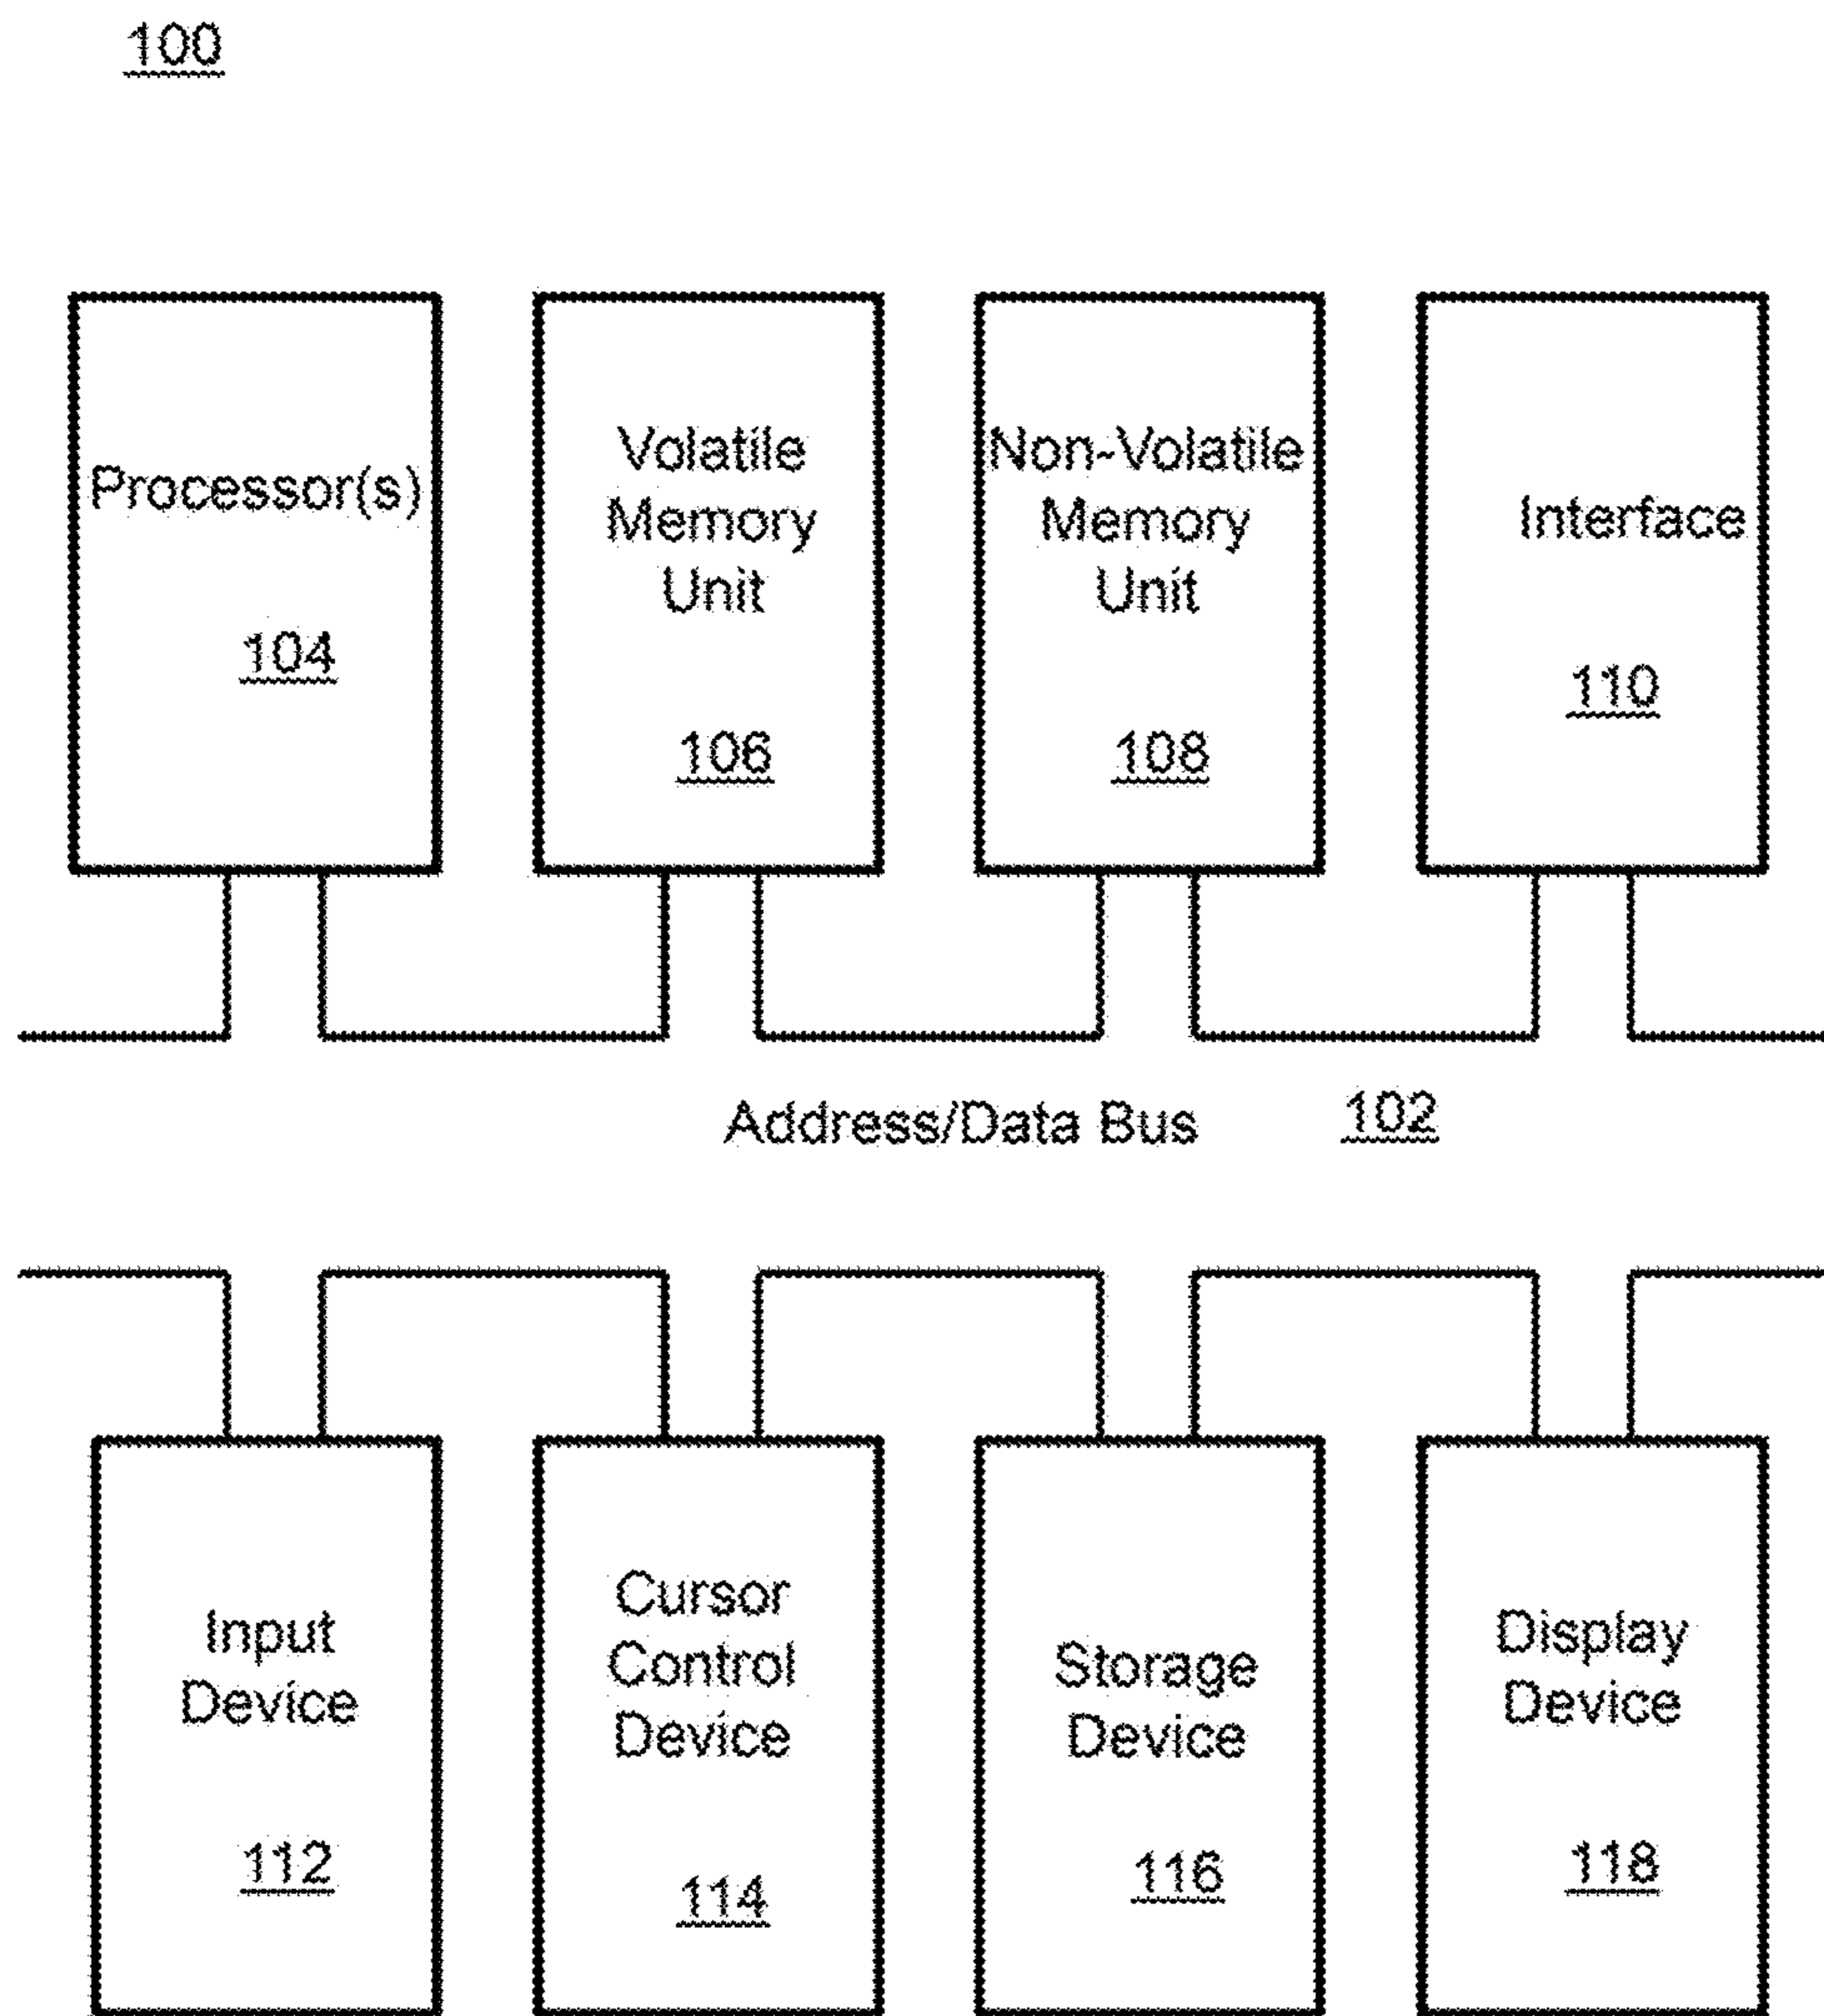 100
Processor(s)
104
Volatile
Memory
Unit
106
Non-Volatile
Memory
Unit
108
Interface
110
Address/Data Bus 102
Input
Device
112
Cursor
Control
Device
114
Storage
Device
116
Display
Device
118